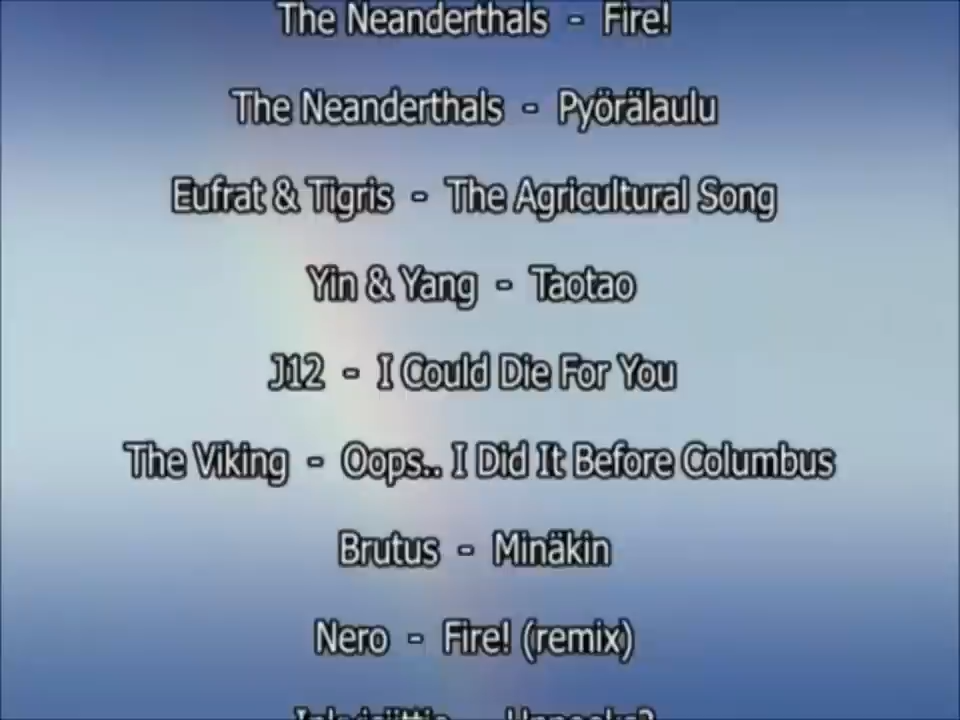 The Neanderthals - Fire!
The Neanderthals - Pyörälaulu
Eufrat & Tigris - The Agricultural Song
Yin & Yang - Taotao
J12 - I Could Die For You
The Viking - Oops.. I Did It Before Columbus
Brutus - Minäkin
Nero - Fire! (remix)